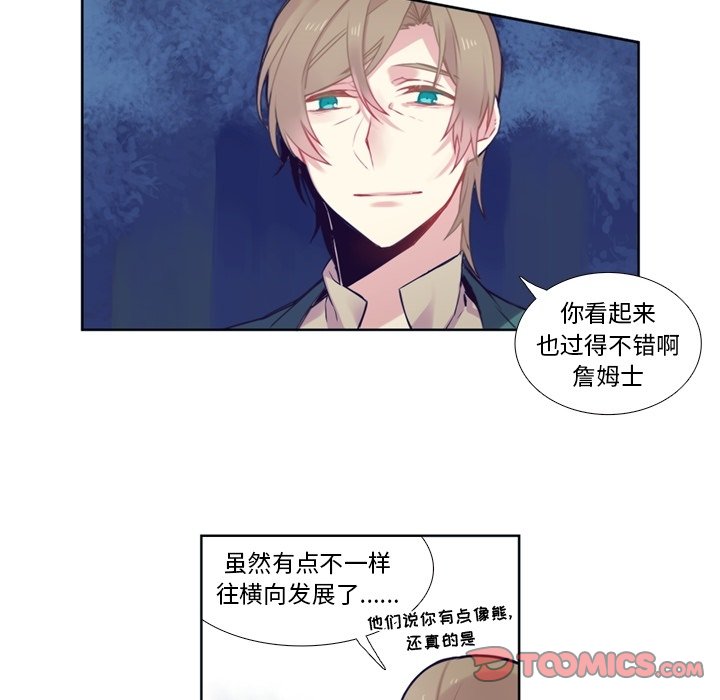 你看起来
也过得不错啊
詹姆士
虽然有点不一样
往横向发展了……
他们说你有点像熊,
还真的是
TOOMICS.COM